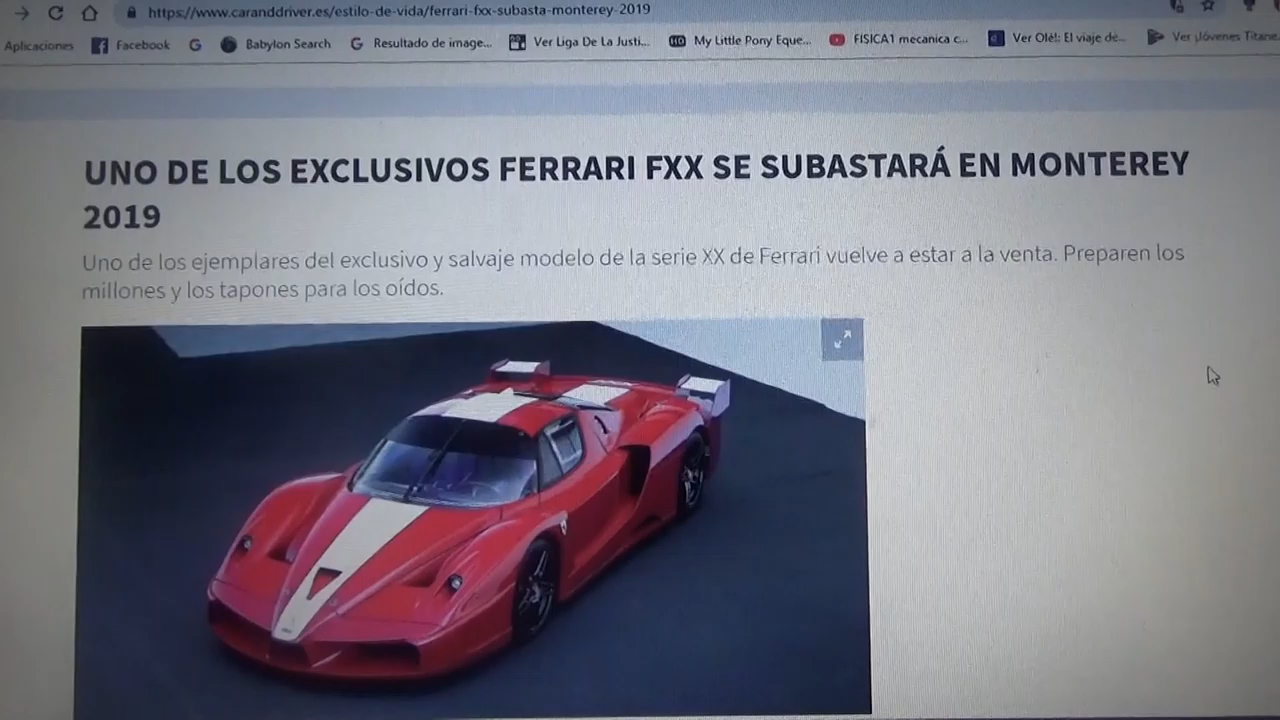 https://www.caranddriver.es/estilo-de-vida/ferrari-fxx-subasta-monterey-2019
Aplicaciones Facebook Babylon Search Resultado de image... Ver Liga De La Justi... My Little Pony Eque... FISICA1 mecanica c... Ver Olé!: El viaje de... Ver ¡Jóvenes Titane
UNO DE LOS EXCLUSIVOS FERRARI FXX SE SUBASTARÁ EN MONTEREY
2019
Uno de los ejemplares del exclusivo y salvaje modelo de la serie XX de Ferrari vuelve a estar a la venta. Preparen los
millones y los tapones para los oídos.